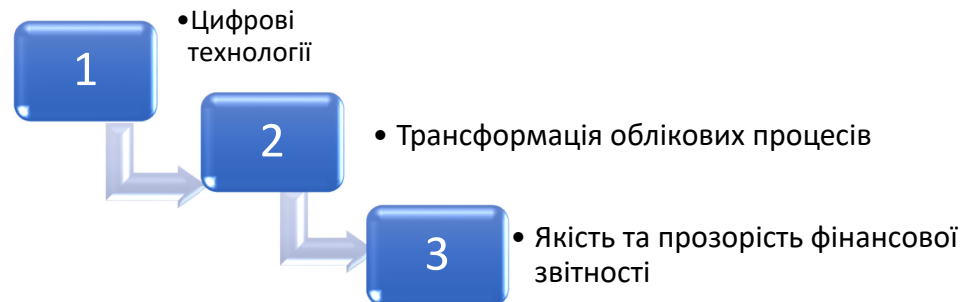 1
•Цифрові
технології
2
• Трансформація облікових процесів
3
• Якість та прозорість фінансової
звітності